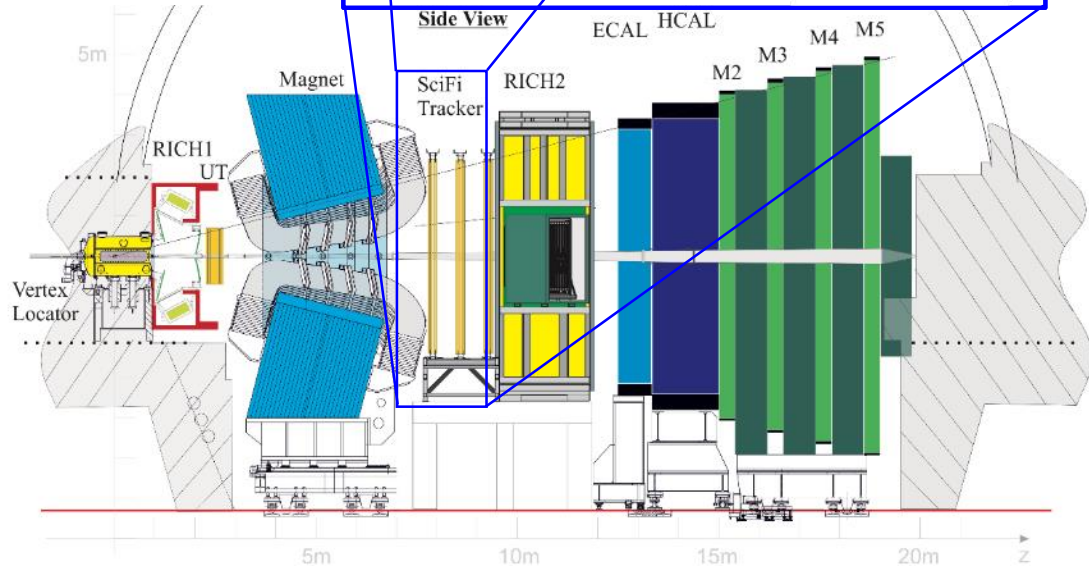 Side View
ECAL
HCAL
5m
M5
M4
M3
M2
Magnet
SciFi
Tracker
RICH2
RICH1
UT
Vertex
Locator
5m
10m
15m
20m
z